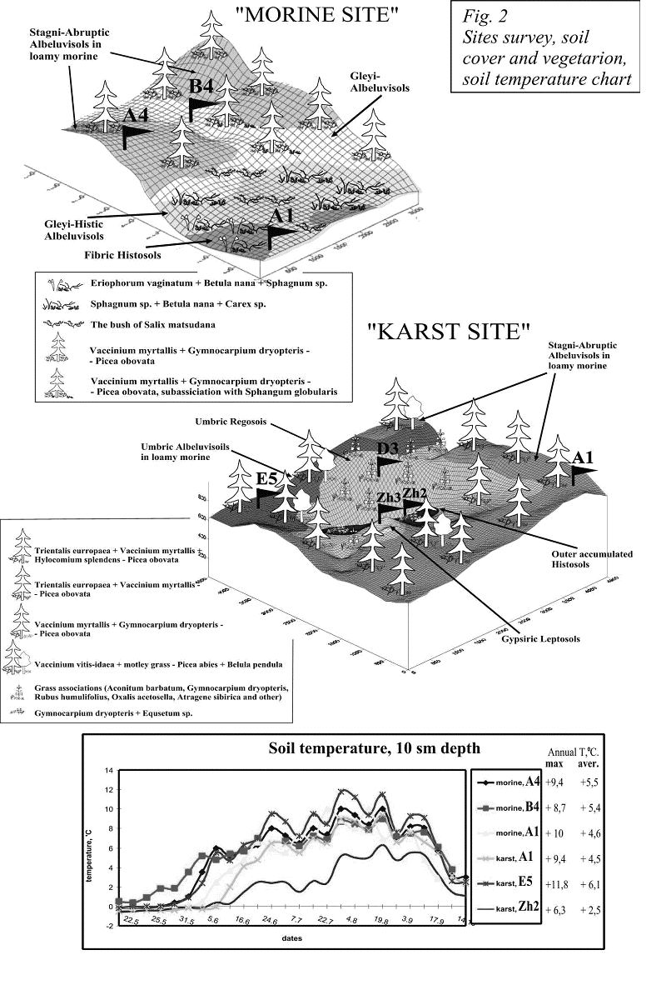 "MORINE SITE"
Fig. 2
Sites survey, soil
cover and vegetarion,
soil temperature chart
Stagni-Abruptic
Albeluvisols in
loamy morine
Gleyi-
Albeluvisols
B4
A4
A1
Gleyi-Histic
Albeluvisols
Fibric Histosols
500
1000
1500
2000
2500
3000
Eriophorum vaginatum + Betula nana + Sphagnum sp.
Sphagnum sp. + Betula nana + Carex sp.
The bush of Salix matsudana
Vaccinium myrtallis + Gymnocarpium dryopteris -
- Picea obovata
Vaccinium myrtallis + Gymnocarpium dryopteris -
- Picea obovata, subassiciation with Sphangum globularis
"KARST SITE"
Stagni-Abruptic
Albeluvisols in
loamy morine
Umbric Regosois
Umbric Albeluvisoils
in loamy morine
D3
A1
E5
Zh3
Zh2
Outer accumulated
Histosols
Gypsiric Leptosols
Trientalis eurropaea + Vaccinium myrtallis +
Hylocomium splendens - Picea obovata
Trientalis eurropaea + Vaccinium myrtallis -
- Picea obovata
Vaccinium myrtallis + Gymnocarpium dryopteris -
- Picea obovata
Vaccinium vitis-idaea + motley grass - Picea abies + Belula pendula
Grass associations (Aconitum barbatum, Gymnocarpium dryopteris,
Rubus humulifolius, Oxalis acetosella, Atragene sibirica and other)
Gymnocarpium dryopteris + Equsetum sp.
Soil temperature, 10 sm depth
Annual T,°C.
max aver.
14
12
10
8
6
4
2
0
-2
temperature, °C
22.5 25.5 31.5 5.6 16.6 24.6 7.7 22.7 4.8 19.8 3.9 17.9
dates
morine, A4 +9,4 +5,5
morine, B4 + 8,7 + 5,4
morine, A1 + 10 + 4,6
karst, A1 + 9,4 + 4,5
karst, E5 +11,8 + 6,1
karst, Zh2 + 6,3 + 2,5